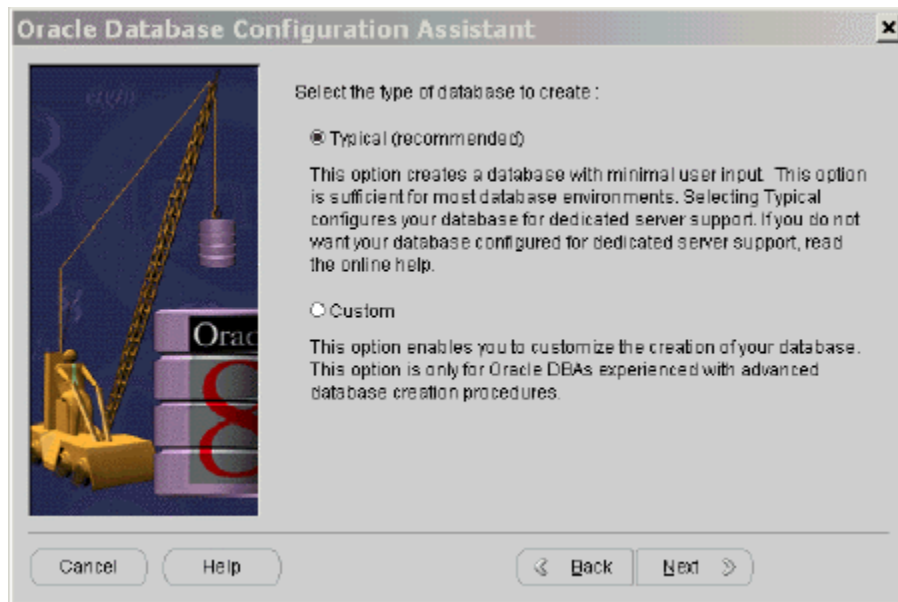 Oracle Database Configuration Assistant
Select the type of database to create :
Typical (recommended)
This option creates a database with minimal user input. This option
is sufficient for most database environments. Selecting Typical
configures your database for dedicated server support. If you do not
want your database configured for dedicated server support, read
the online help.
Custom
This option enables you to customize the creation of your database.
This option is only for Oracle DBAs experienced with advanced
database creation procedures.
Orac
8
Cancel
Help
Back
Next